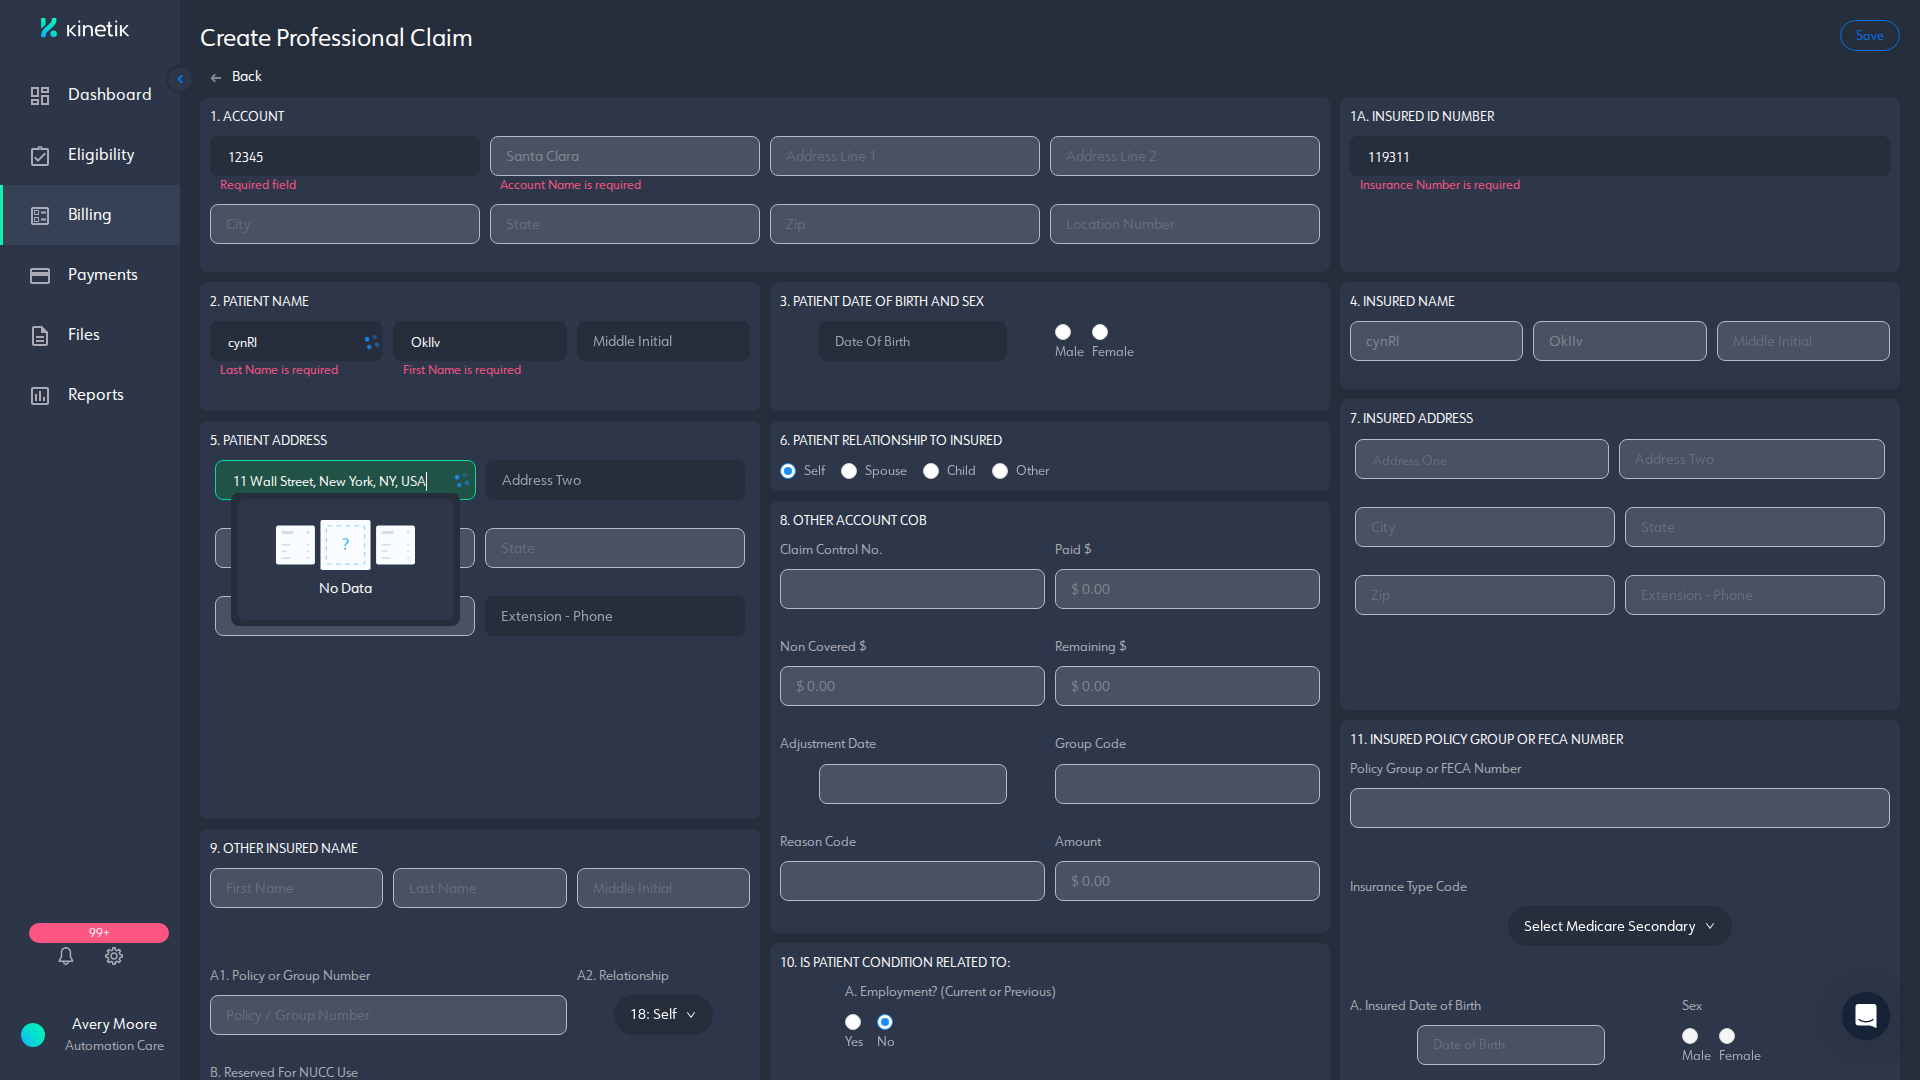 кinetik
Create Professional Claim
Save
Back
Dashboard
Eligibility
Billing
Payments
Files
Reports
99+
Avery Moore
Automation Care
1. ACCOUNT
12345
Santa Clara
Address Line 1
Address Line 2
Required field
Account Name is required
City
State
Zip
Location Number
1A. INSURED ID NUMBER
119311
Insurance Number is required
2. PATIENT NAME
cynRl
OkIIv
Middle Initial
Last Name is required
First Name is required
3. PATIENT DATE OF BIRTH AND SEX
Date Of Birth
Male
Female
4. INSURED NAME
cynRl
OkIIv
Middle Initial
5. PATIENT ADDRESS
11 Wall Street, New York, NY, USA
Address Two
State
?
No Data
Extension - Phone
6. PATIENT RELATIONSHIP TO INSURED
Self
Spouse
Child
Other
7. INSURED ADDRESS
Address One
Address Two
City
State
Zip
Extension - Phone
8. OTHER ACCOUNT COB
Claim Control No.
Paid $
$ 0.00
Non Covered $
Remaining $
$ 0.00
$ 0.00
Adjustment Date
Group Code
Reason Code
Amount
$ 0.00
9. OTHER INSURED NAME
First Name
Last Name
Middle Initial
A1. Policy or Group Number
A2. Relationship
Policy / Group Number
18: Self
B. Reserved For NUCC Use
10. IS PATIENT CONDITION RELATED TO:
A. Employment? (Current or Previous)
Yes
No
11. INSURED POLICY GROUP OR FECA NUMBER
Policy Group or FECA Number
Insurance Type Code
Select Medicare Secondary
A. Insured Date of Birth
Sex
Date of Birth
Male
Female